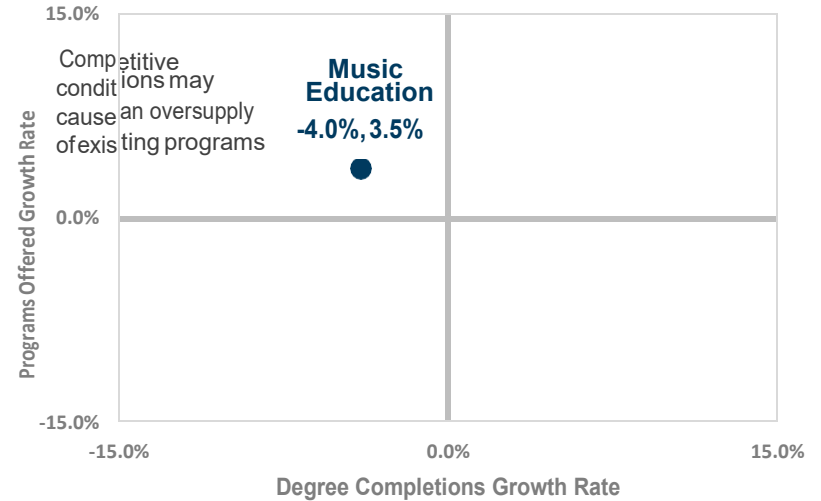 15.0%
Competitive
conditions may
cause an oversupply
of existing programs
Music
Education
-4.0%, 3.5%
Programs Offered Growth Rate
0.0%
-15.0%
-15.0%
0.0%
15.0%
Degree Completions Growth Rate